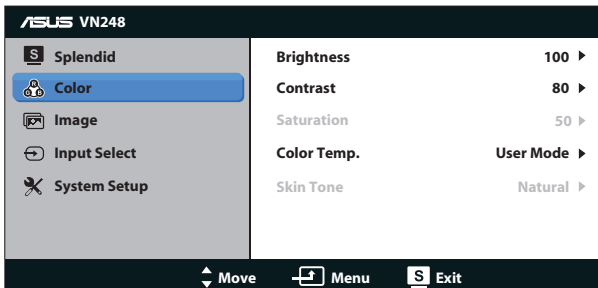 ASUS VN248
S Splendid
R G B Color
Image
Input Select
System Setup
Brightness 100
Contrast 80
Saturation 50
Color Temp. User Mode
Skin Tone Natural
Move Menu S Exit